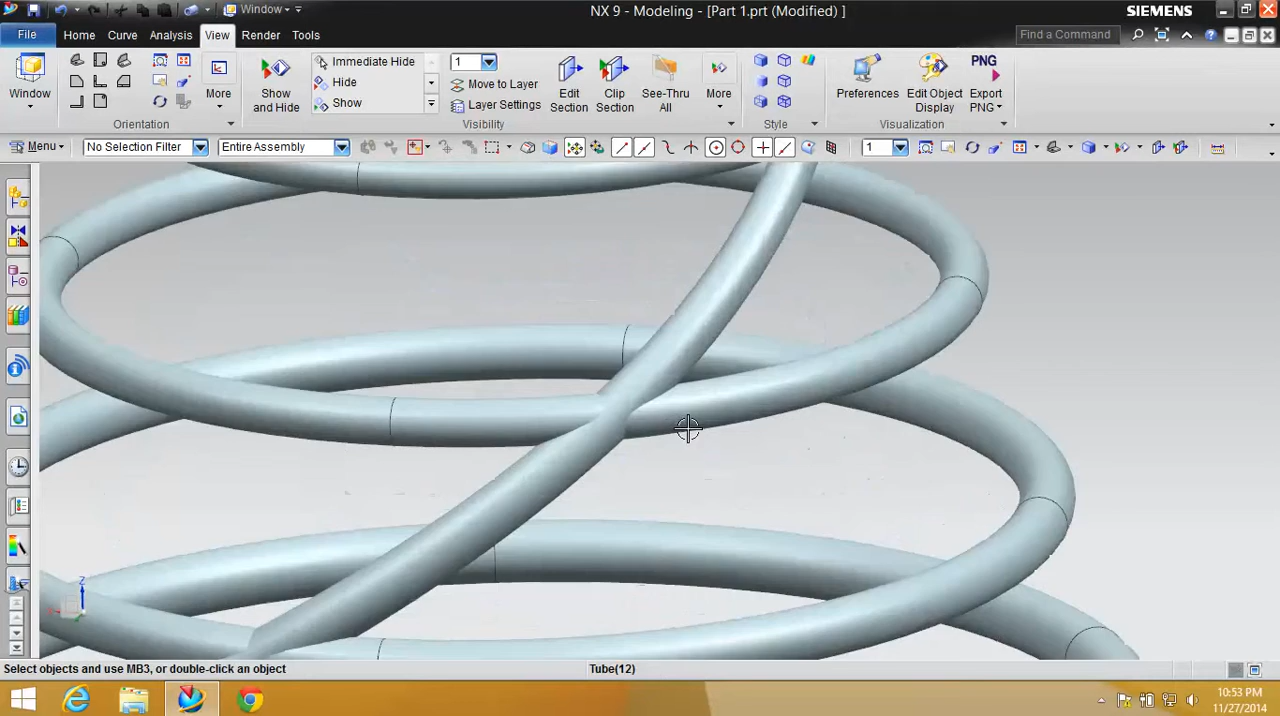 Window
NX 9 - Modeling - [Part 1.prt (Modified) ]
SIEMENS
File
Home
Curve
Analysis
View
Render
Tools
Find a Command
Window
More
Orientation
Show and Hide
Immediate Hide
Hide
Show
1
Move to Layer
Layer Settings
Edit Section
Clip Section
See-Thru All
More
Visibility
Style
Preferences
Edit Object Display
PNG
Export PNG
Visualization
Menu
No Selection Filter
Entire Assembly
1
Z
Select objects and use MB3, or double-click an object
Tube(12)
10:53 PM
11/27/2014